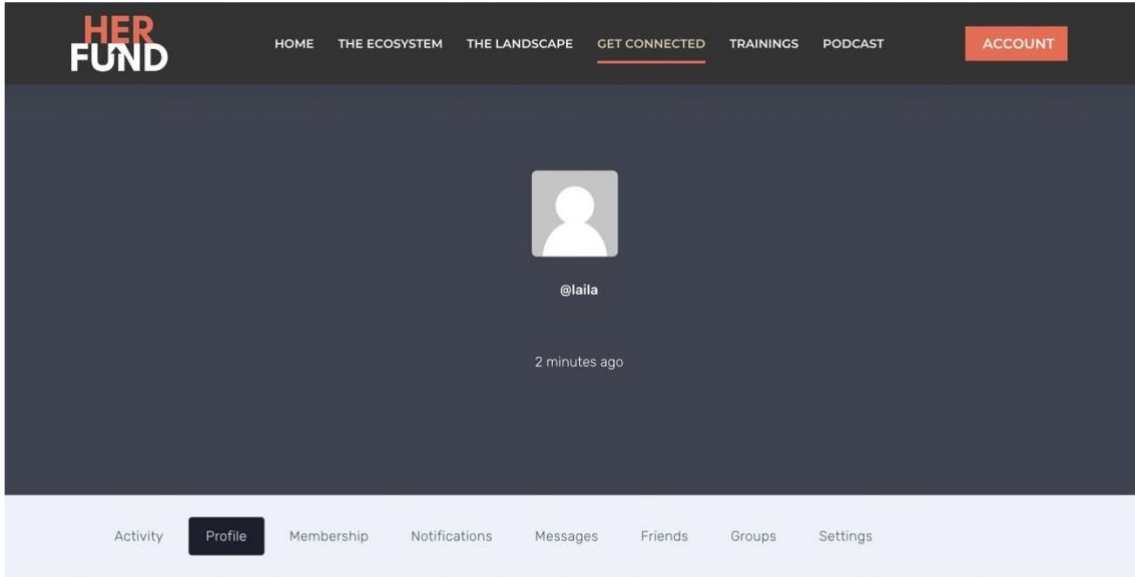 HER
FUND
HOME THE ECOSYSTEM THE LANDSCAPE GET CONNECTED TRAININGS PODCAST ACCOUNT
@laila
2 minutes ago
Activity Profile Membership Notifications Messages Friends Groups Settings